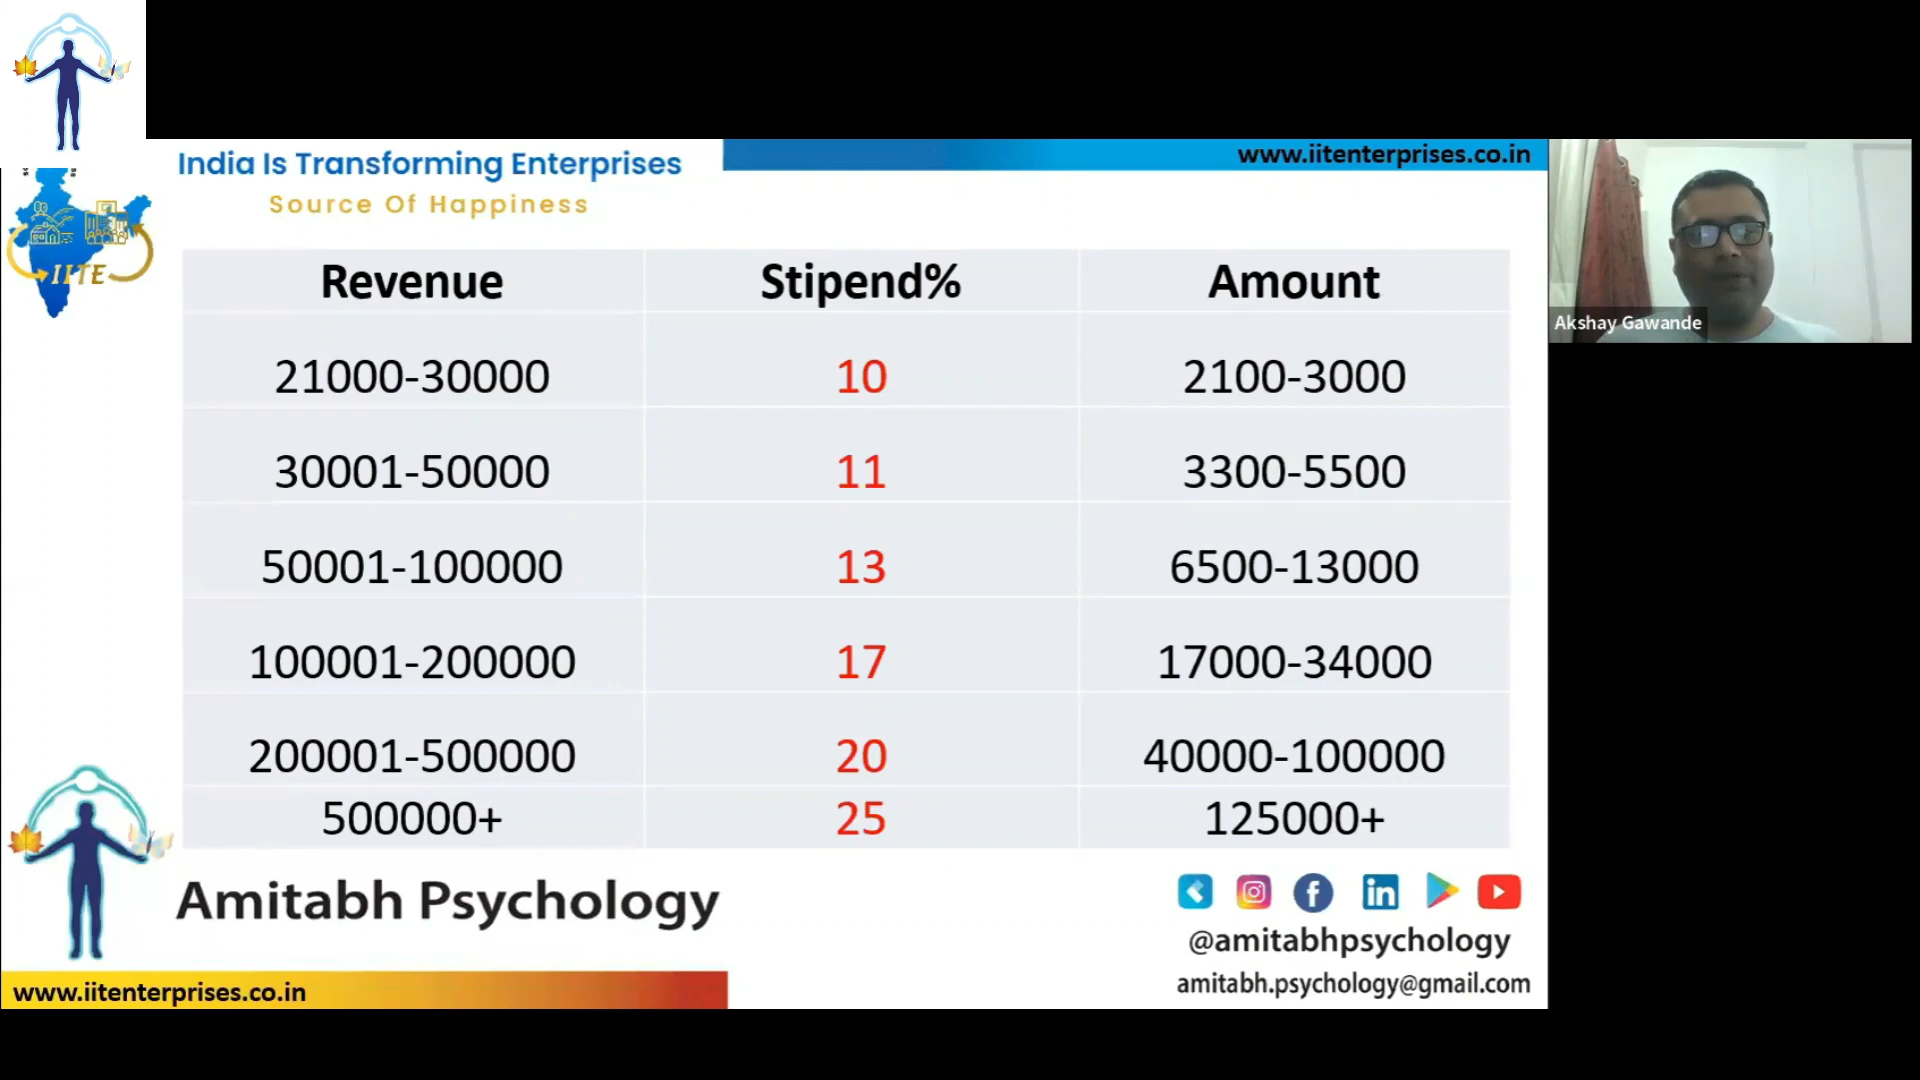 India Is Transforming Enterprises
www.iitenterprises.co.in
Source Of Happiness
IITE
Revenue Stipend% Amount
21000-30000 10 2100-3000
30001-50000 11 3300-5500
50001-100000 13 6500-13000
100001-200000 17 17000-34000
200001-500000 20 40000-100000
500000+ 25 125000+
Akshay Gawande
Amitabh Psychology
in
@amitabhpsychology
amitabh.psychology@gmail.com
www.iitenterprises.co.in